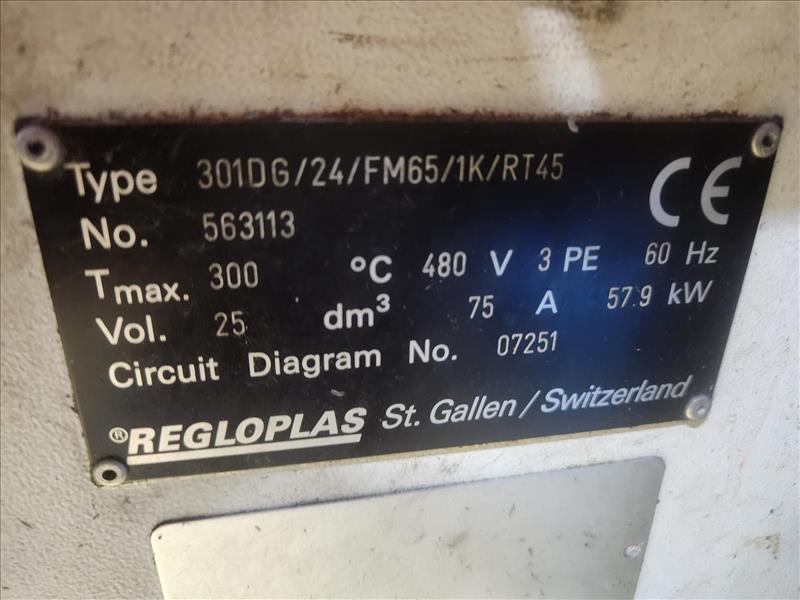 Type 301DG/24/FM65/1K/RT45
CE
No. 563113
Tmax. 300 °C 480 V 3 PE 60 Hz
Vol. 25 dm³ 75 A 57.9 kW
Circuit Diagram No. 07251
®REGLOPLAS St. Gallen / Switzerland